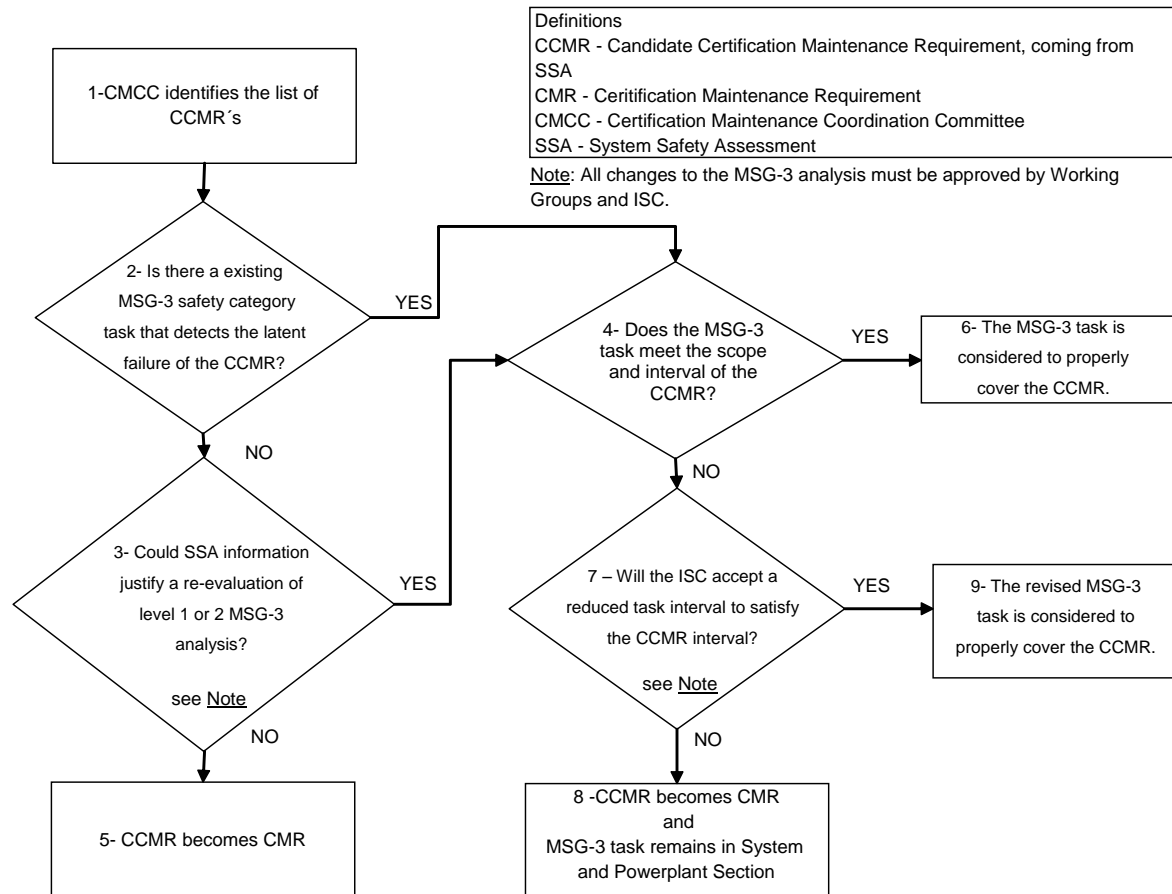 Definitions
CCMR - Candidate Certification Maintenance Requirement, coming from
SSA
CMR - Ceritification Maintenance Requirement
CMCC - Certification Maintenance Coordination Committee
SSA - System Safety Assessment
Note: All changes to the MSG-3 analysis must be approved by Working
Groups and ISC.
1-CMCC identifies the list of
CCMR´s
2- Is there a existing
MSG-3 safety category
task that detects the latent
failure of the CCMR?
YES
NO
3- Could SSA information
justify a re-evaluation of
level 1 or 2 MSG-3
analysis?
see Note
YES
NO
5- CCMR becomes CMR
4- Does the MSG-3
task meet the scope
and interval of the
CCMR?
YES
NO
6- The MSG-3 task is
considered to properly
cover the CCMR.
7 – Will the ISC accept a
reduced task interval to satisfy
the CCMR interval?
see Note
YES
NO
9- The revised MSG-3
task is considered to
properly cover the CCMR.
8 -CCMR becomes CMR
and
MSG-3 task remains in System
and Powerplant Section